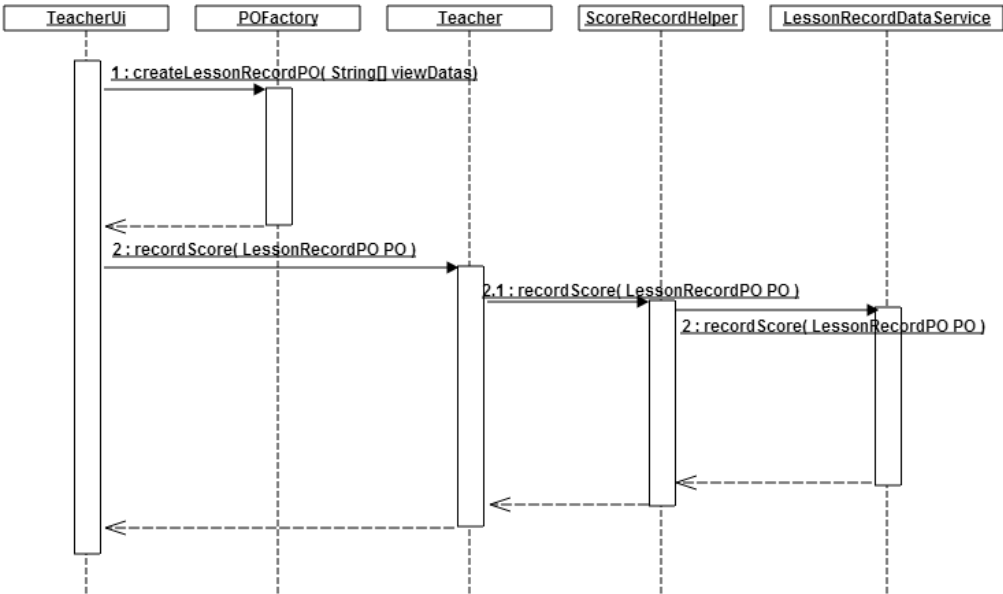 TeacherUi
POFactory
Teacher
ScoreRecordHelper
LessonRecordDataService
1 : createLessonRecordPO( String[] viewDatas)
2 : recordScore( LessonRecordPO PO )
2.1 : recordScore( LessonRecordPO PO )
2 : recordScore( LessonRecordPO PO )